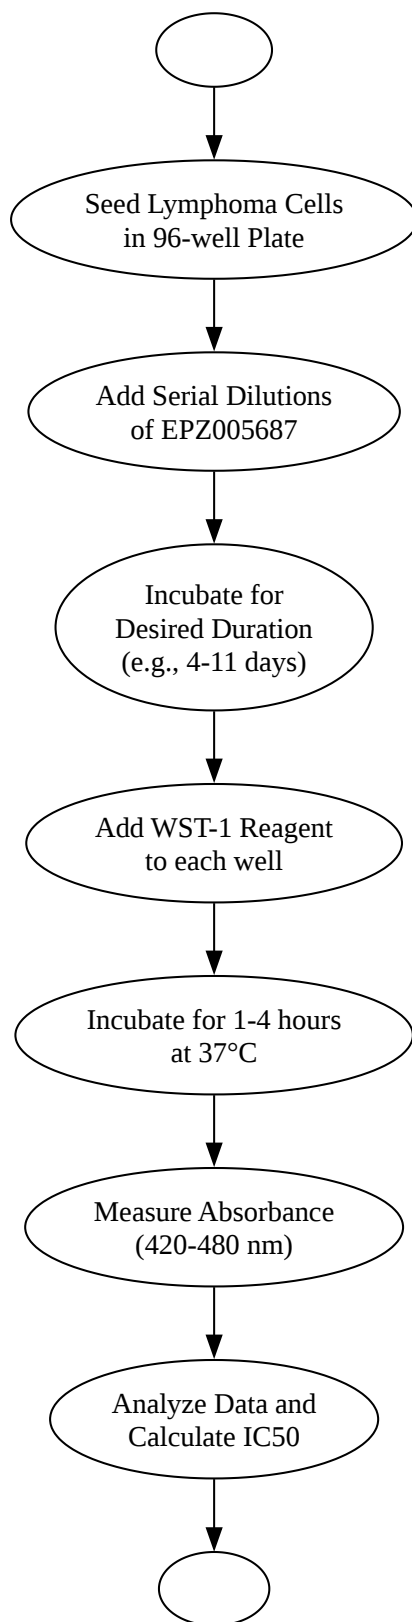 Seed Lymphoma Cells
in 96-well Plate
Add Serial Dilutions
of EPZ005687
Incubate for
Desired Duration
(e.g., 4-11 days)
Add WST-1 Reagent
to each well
Incubate for 1-4 hours
at 37°C
Measure Absorbance
(420-480 nm)
Analyze Data and
Calculate IC50